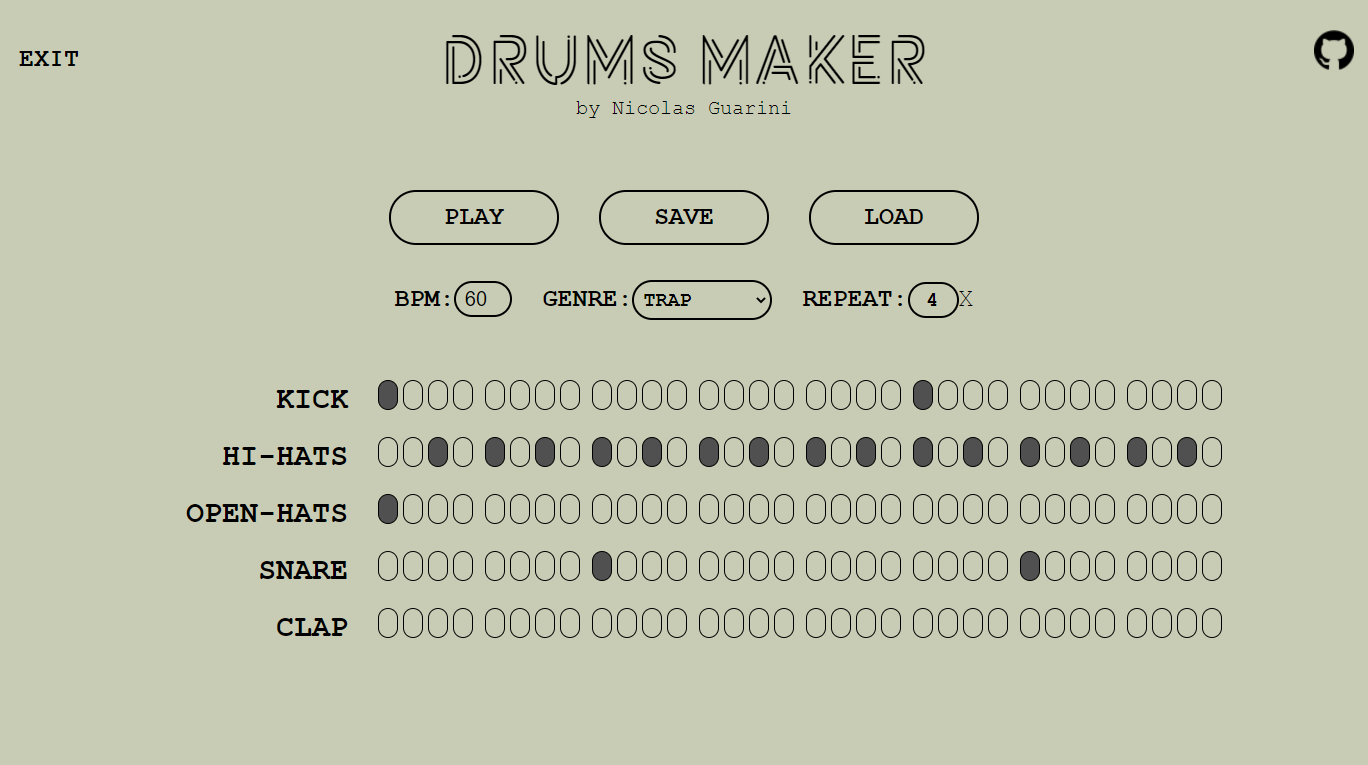 EXIT
DRUMS MAKER
by Nicolas Guarini
PLAY SAVE LOAD
BPM: 60 GENRE: TRAP REPEAT: 4 X
KICK
HI-HATS
OPEN-HATS
SNARE
CLAP